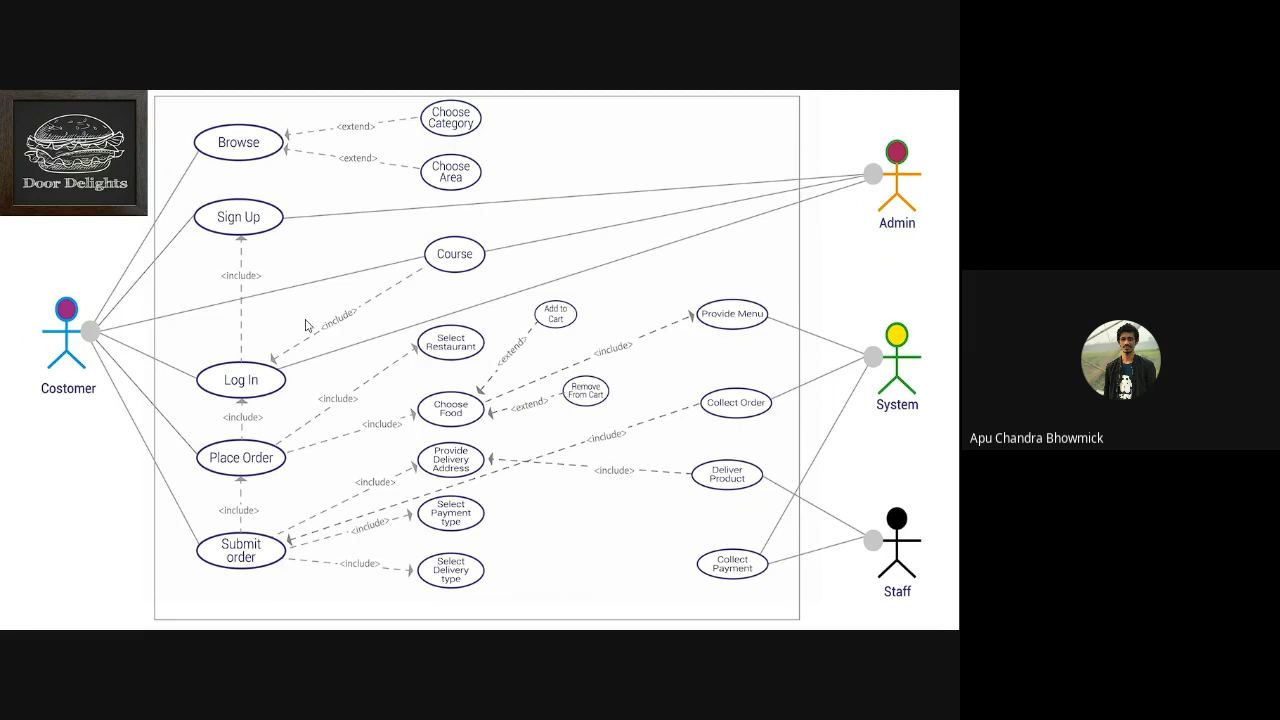 Door Delights
Browse
<extend>
Choose
Category
<extend>
Choose
Area
Sign Up
<include>
Course
<include>
Log In
<include>
Place Order
<include>
Submit
order
<include>
Select
Restaurant
<include>
Choose
Food
<extend>
Add to
Cart
<extend>
Remove
From Cart
<include>
Provide Menu
<include>
Collect Order
<include>
Provide
Delivery
Address
<include>
Deliver
Product
<include>
Select
Payment
type
<include>
Select
Delivery
type
Collect
Payment
Costomer
Admin
System
Staff
Apu Chandra Bhowmick